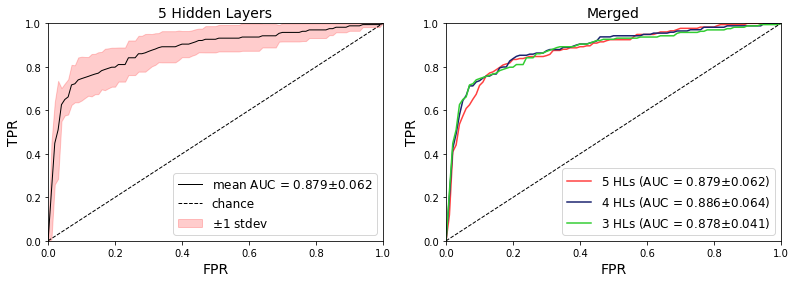 5 Hidden Layers
TPR
1.0
0.8
0.6
0.4
0.2
0.0
mean AUC = 0.879±0.062
chance
±1 stdev
0.0 0.2 0.4 0.6 0.8 1.0
FPR
Merged
TPR
1.0
0.8
0.6
0.4
0.2
0.0
5 HLs (AUC = 0.879±0.062)
4 HLs (AUC = 0.886±0.064)
3 HLs (AUC = 0.878±0.041)
0.0 0.2 0.4 0.6 0.8 1.0
FPR